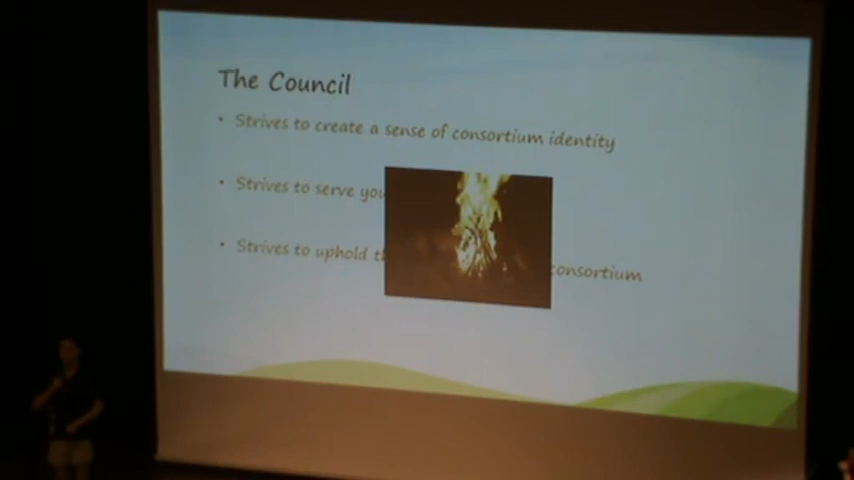 The Council
• Strives to create a sense of consortium identity
• Strives to serve you
• Strives to uphold consortium